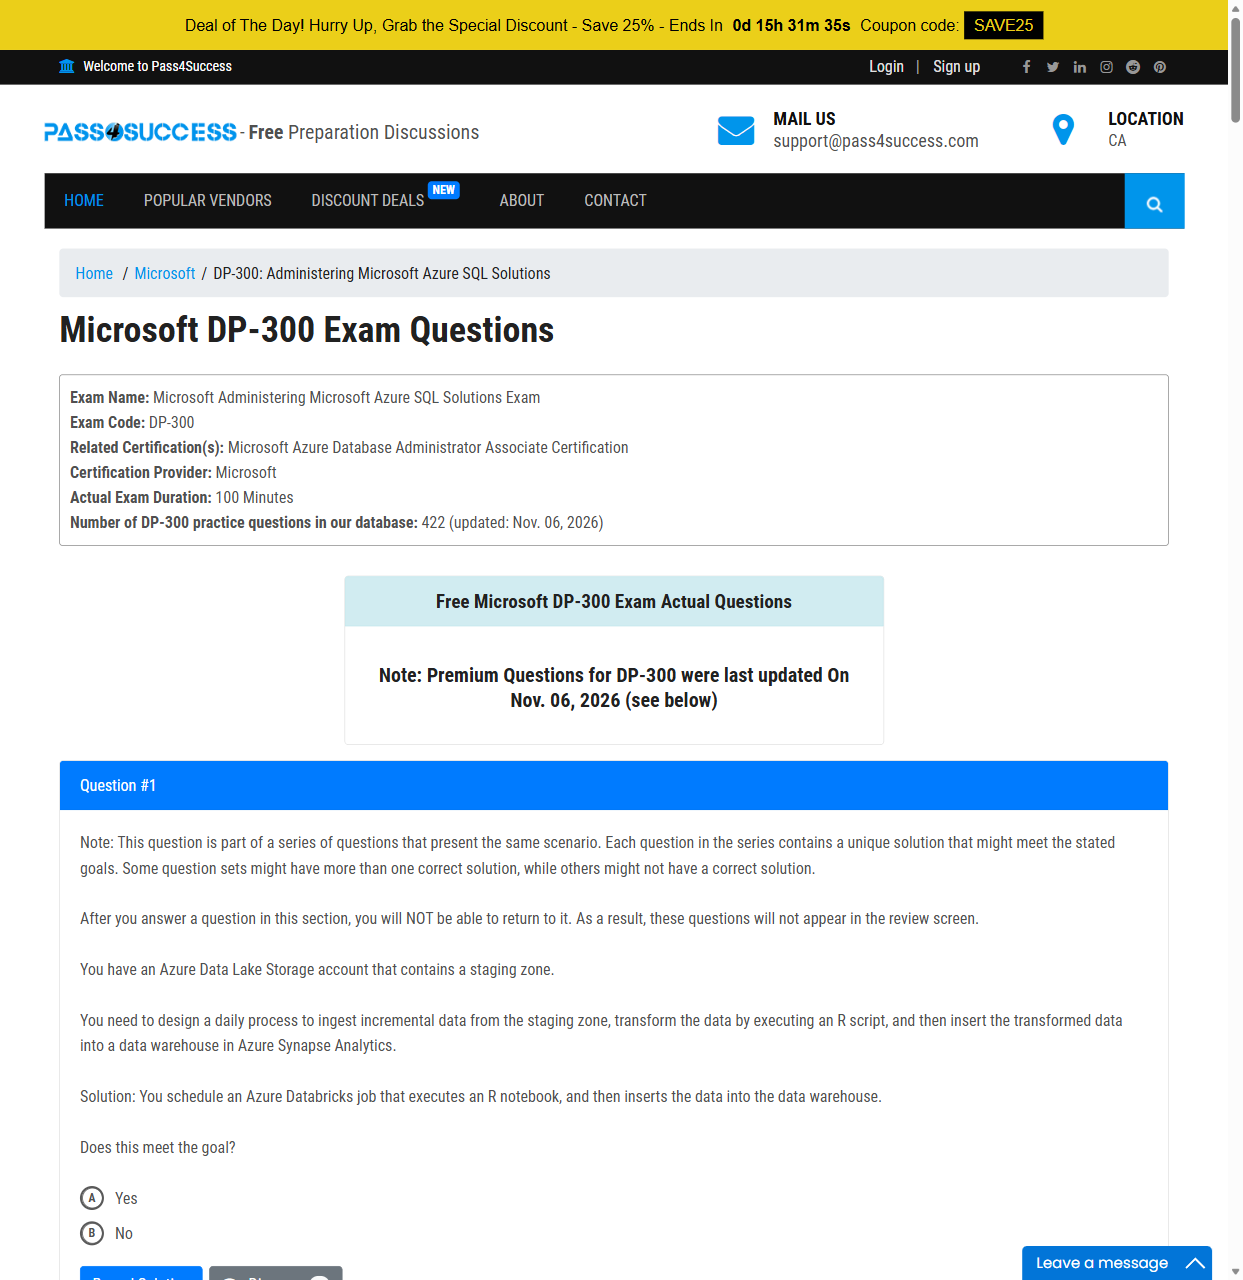 Deal of The Day! Hurry Up, Grab the Special Discount - Save 25% - Ends In 0d 15h 31m 35s Coupon code: SAVE25
Welcome to Pass4Success
Login | Sign up
PASS4SUCCESS - Free Preparation Discussions
MAIL US
support@pass4success.com
LOCATION
CA
HOME POPULAR VENDORS DISCOUNT DEALS NEW ABOUT CONTACT
Home / Microsoft / DP-300: Administering Microsoft Azure SQL Solutions
Microsoft DP-300 Exam Questions
Exam Name: Microsoft Administering Microsoft Azure SQL Solutions Exam
Exam Code: DP-300
Related Certification(s): Microsoft Azure Database Administrator Associate Certification
Certification Provider: Microsoft
Actual Exam Duration: 100 Minutes
Number of DP-300 practice questions in our database: 422 (updated: Nov. 06, 2026)
Free Microsoft DP-300 Exam Actual Questions
Note: Premium Questions for DP-300 were last updated On
Nov. 06, 2026 (see below)
Question #1
Note: This question is part of a series of questions that present the same scenario. Each question in the series contains a unique solution that might meet the stated
goals. Some question sets might have more than one correct solution, while others might not have a correct solution.
After you answer a question in this section, you will NOT be able to return to it. As a result, these questions will not appear in the review screen.
You have an Azure Data Lake Storage account that contains a staging zone.
You need to design a daily process to ingest incremental data from the staging zone, transform the data by executing an R script, and then insert the transformed data
into a data warehouse in Azure Synapse Analytics.
Solution: You schedule an Azure Databricks job that executes an R notebook, and then inserts the data into the data warehouse.
Does this meet the goal?
A Yes
B No
Leave a message